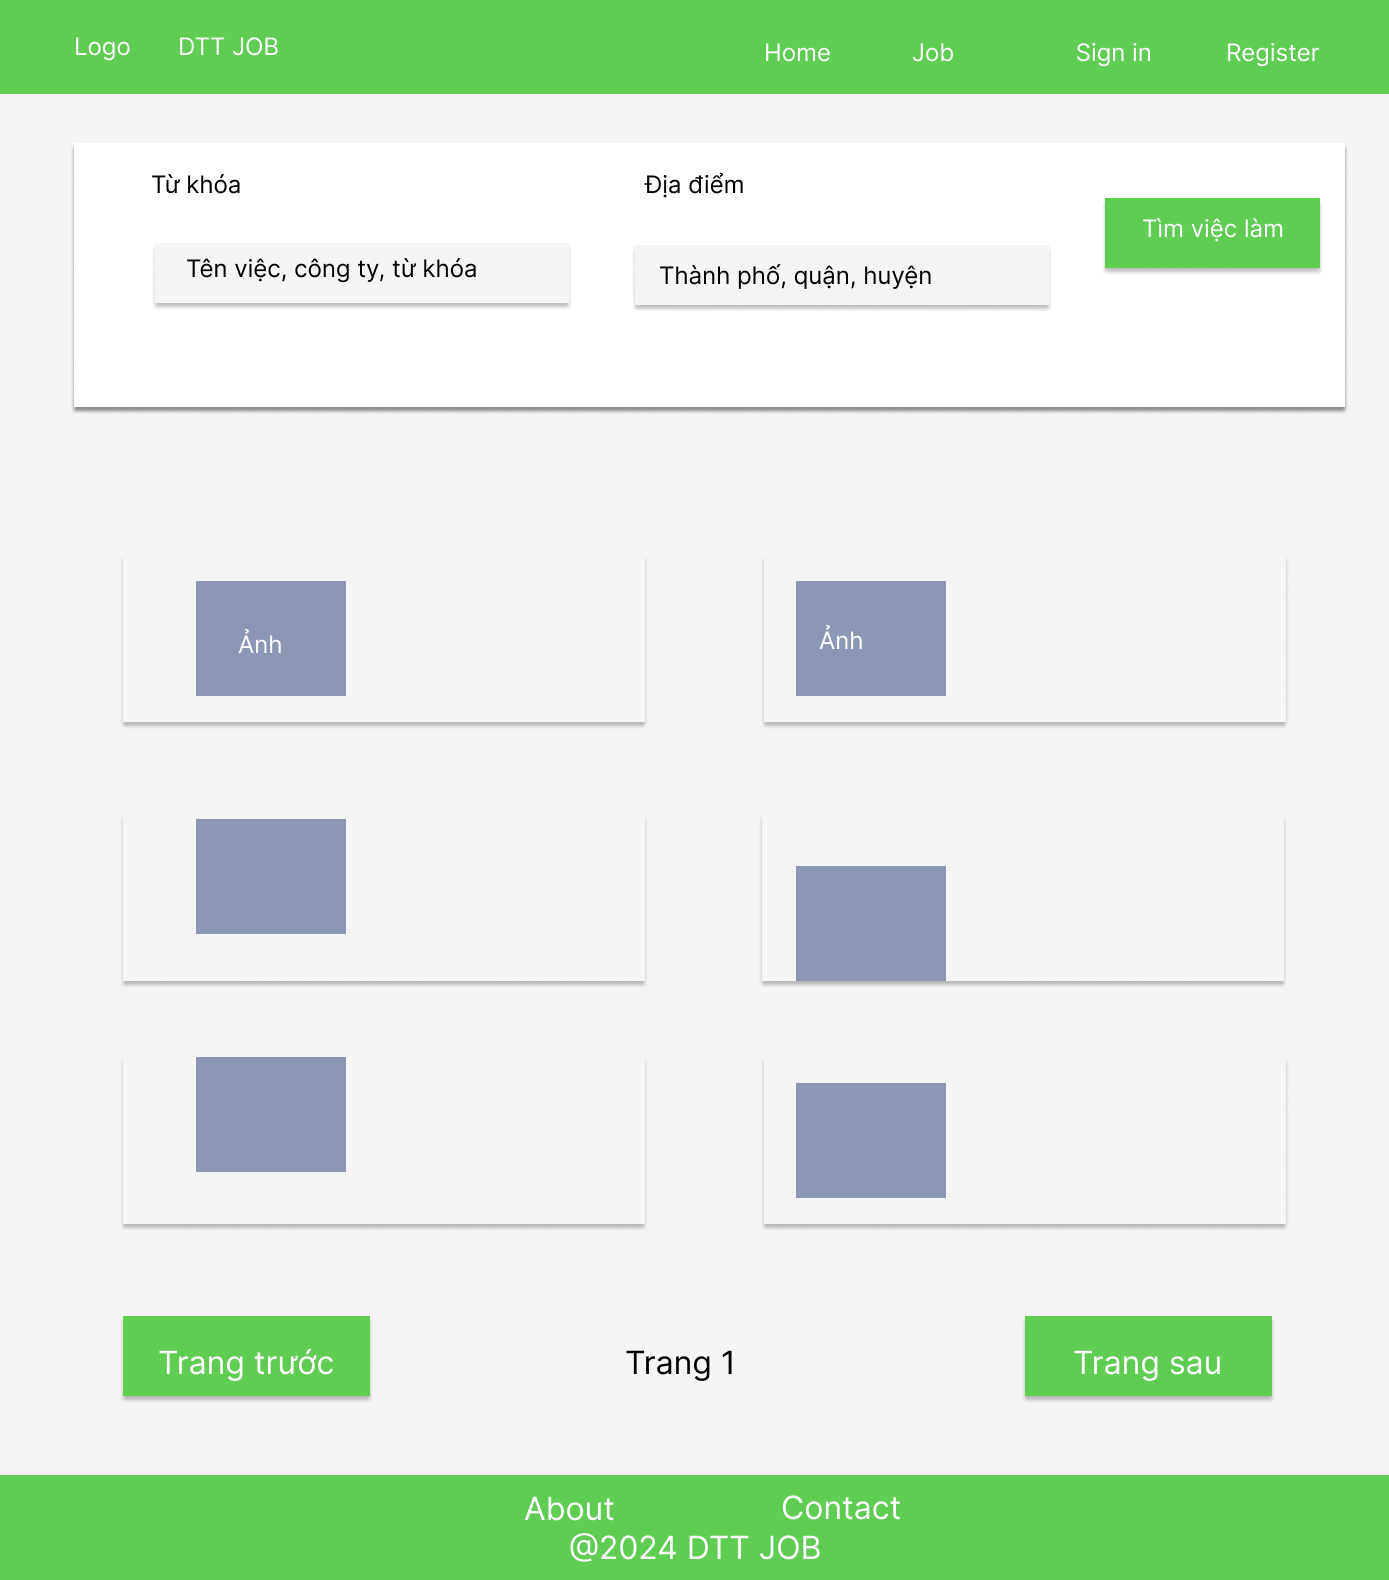 Logo DTT JOB Home Job Sign in Register
Từ khóa Địa điểm
Tìm việc làm
Tên việc, công ty, từ khóa Thành phố, quận, huyện
Ảnh Ảnh
Trang trước Trang 1 Trang sau
About Contact
@2024 DTT JOB